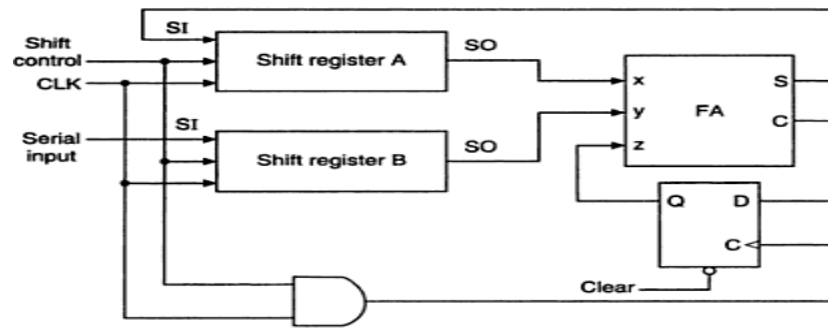 SI
Shift
control
CLK
Shift register A
SO
x
y
z
FA
S
C
Serial
input
SI
Shift register B
SO
Q
D
C
Clear